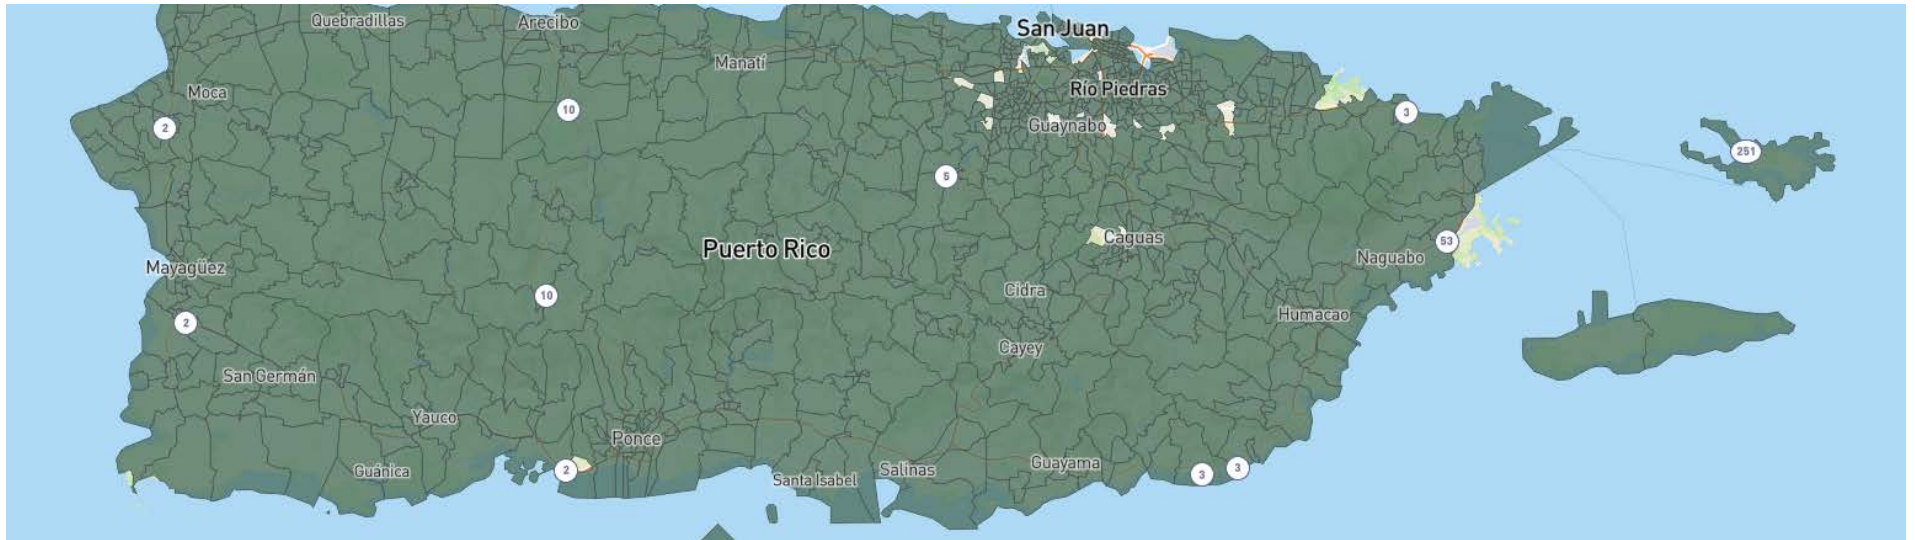 Quebradillas
Arecibo
San Juan
Manatí
Moca
Río Piedras
10
3
2
Guaynabo
251
5
Caguas
53
Puerto Rico
Naguabo
Mayagüez
Cidra
10
Humacao
2
Cayey
San Germán
Yauco
Ponce
Guánica
2
Santa Isabel
Salinas
Guayama
3
3